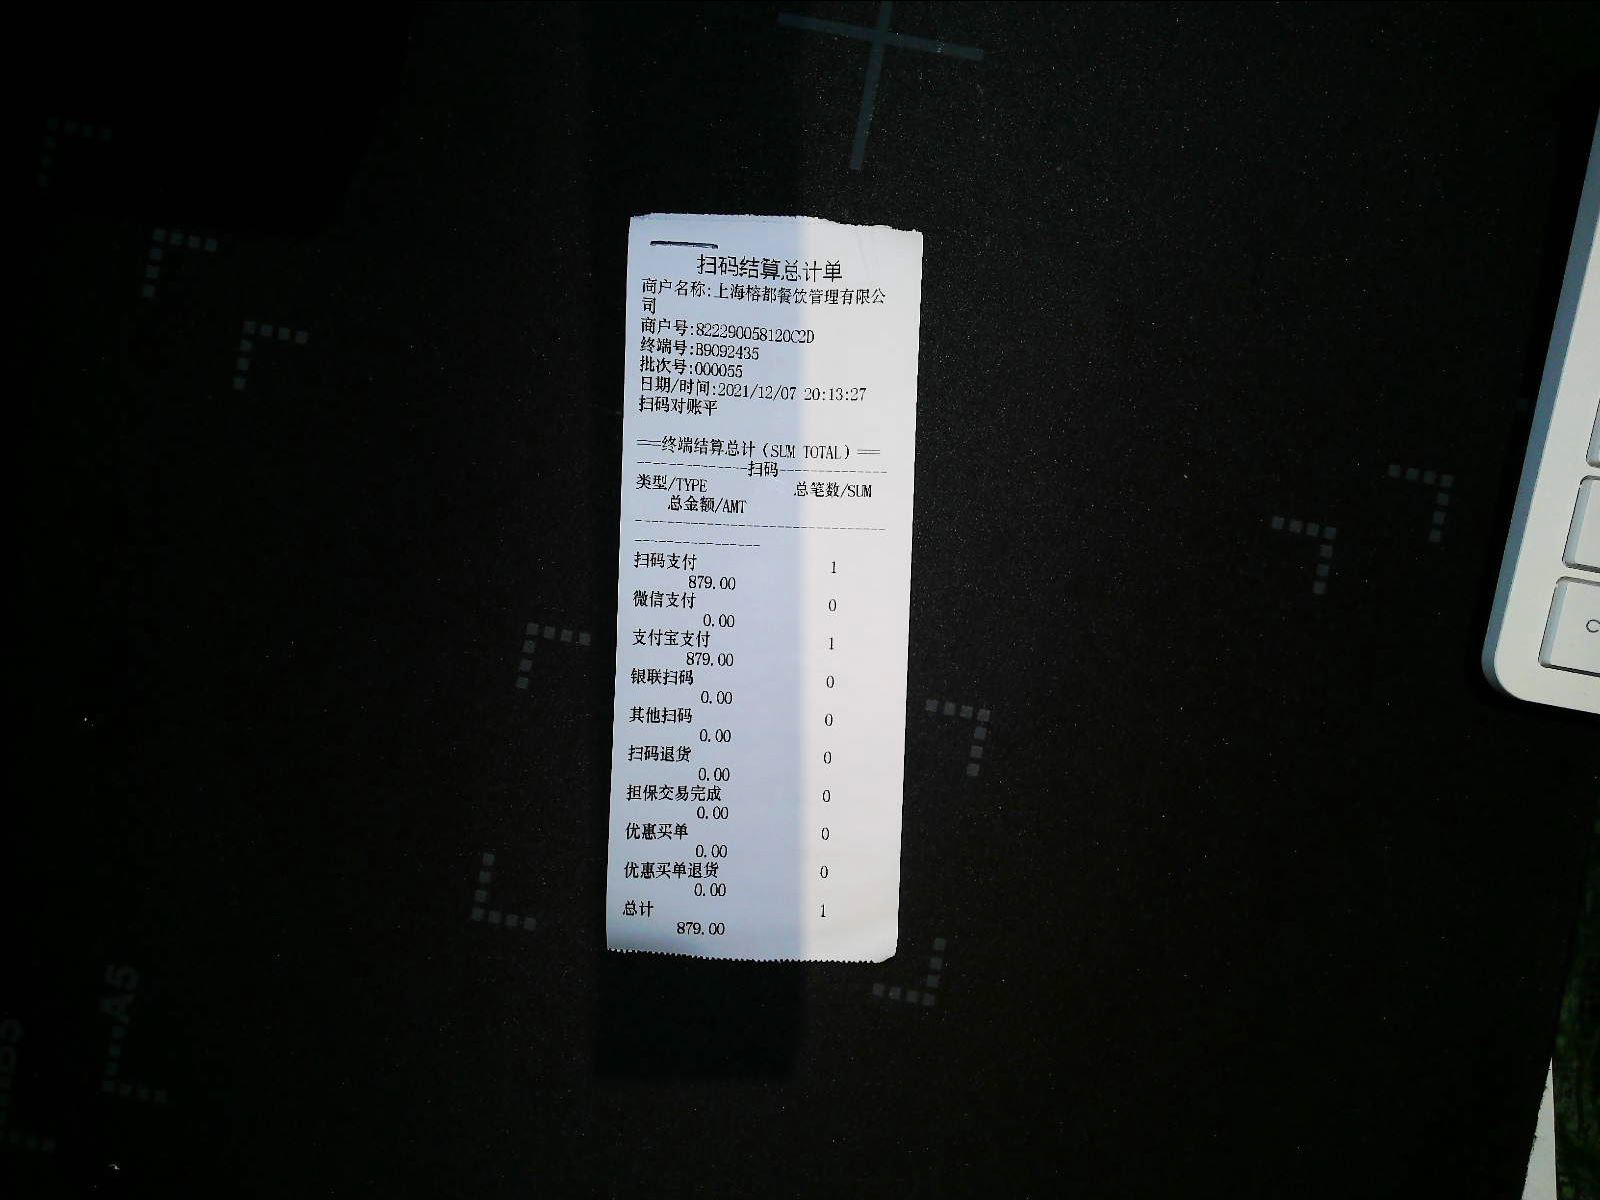 扫码结算总计单
商户名称:上海榕都餐饮管理有限公
司
商户号:822290058120C2D
终端号:B9092435
批次号:000055
日期/时间:2021/12/07 20:13:27
扫码对账平
===终端结算总计(SUM TOTAL)===
---------------扫码---------------
类型/TYPE 总笔数/SUM
总金额/AMT
扫码支付 1
879.00
微信支付 0
0.00
支付宝支付 1
879.00
银联扫码 0
0.00
其他扫码 0
0.00
扫码退货 0
0.00
担保交易完成 0
0.00
优惠买单 0
0.00
优惠买单退货 0
0.00
总计 1
879.00
A5
C